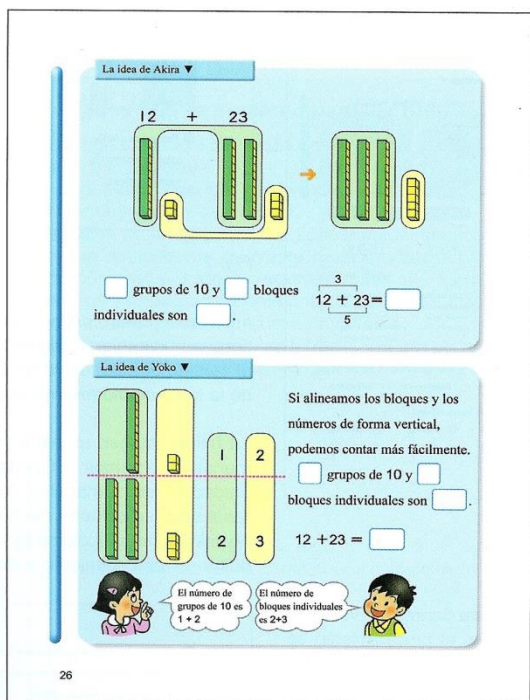 La idea de Akira ▼
12 + 23
grupos de 10 y bloques
individuales son .
3
12 + 23 =
5
La idea de Yoko ▼
1 2
2 3
Si alineamos los bloques y los
números de forma vertical,
podemos contar más fácilmente.
grupos de 10 y
bloques individuales son .
12 +23 =
El número de
grupos de 10 es
1 + 2
El número de
bloques individuales
es 2+3
26